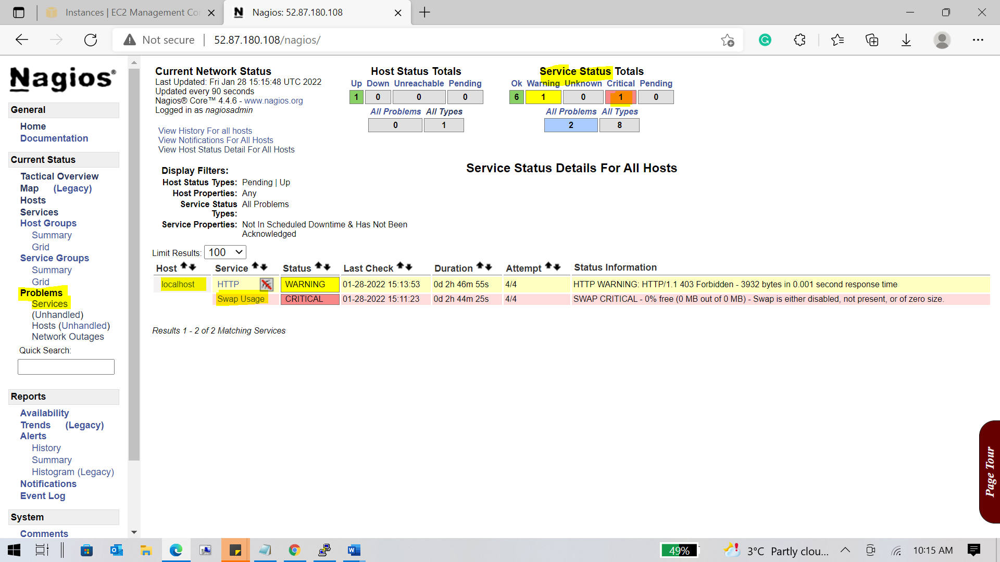 Instances | EC2 Management Co
Nagios: 52.87.180.108
Not secure
52.87.180.108/nagios/
Nagios®
General
Home
Documentation
Current Status
Tactical Overview
Map (Legacy)
Hosts
Services
Host Groups
Summary
Grid
Service Groups
Summary
Grid
Problems
Services
(Unhandled)
Hosts (Unhandled)
Network Outages
Quick Search:
Reports
Availability
Trends (Legacy)
Alerts
History
Summary
Histogram (Legacy)
Notifications
Event Log
System
Comments
Current Network Status
Last Updated: Fri Jan 28 15:15:48 UTC 2022
Updated every 90 seconds
Nagios® Core™ 4.4.6 - www.nagios.org
Logged in as nagiosadmin
View History For all hosts
View Notifications For All Hosts
View Host Status Detail For All Hosts
Host Status Totals
Up Down Unreachable Pending
1 0 0 0
All Problems All Types
0 1
Service Status Totals
Ok Warning Unknown Critical Pending
6 1 0 1 0
All Problems All Types
2 8
Display Filters:
Host Status Types: Pending | Up
Host Properties: Any
Service Status Types: All Problems
Service Properties: Not In Scheduled Downtime & Has Not Been
Acknowledged
Service Status Details For All Hosts
Limit Results: 100
Host Service Status Last Check Duration Attempt Status Information
localhost HTTP WARNING 01-28-2022 15:13:53 0d 2h 46m 55s 4/4 HTTP WARNING: HTTP/1.1 403 Forbidden - 3932 bytes in 0.001 second response time
Swap Usage CRITICAL 01-28-2022 15:11:23 0d 2h 44m 25s 4/4 SWAP CRITICAL - 0% free (0 MB out of 0 MB) - Swap is either disabled, not present, or of zero size.
Results 1 - 2 of 2 Matching Services
Page Tour
49%
3°C Partly clou...
10:15 AM